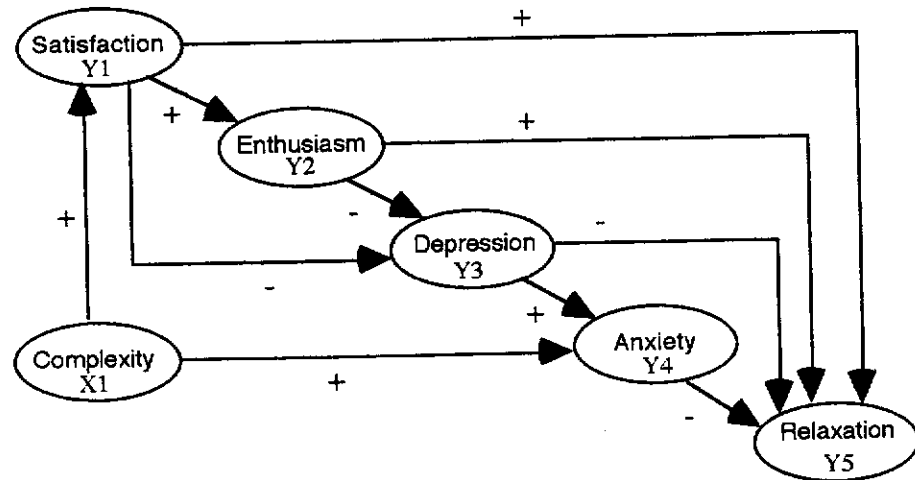 +
Satisfaction
Y1
+
+
Enthusiasm
Y2
+
-
-
Depression
Y3
-
+
Complexity
X1
+
Anxiety
Y4
-
Relaxation
Y5